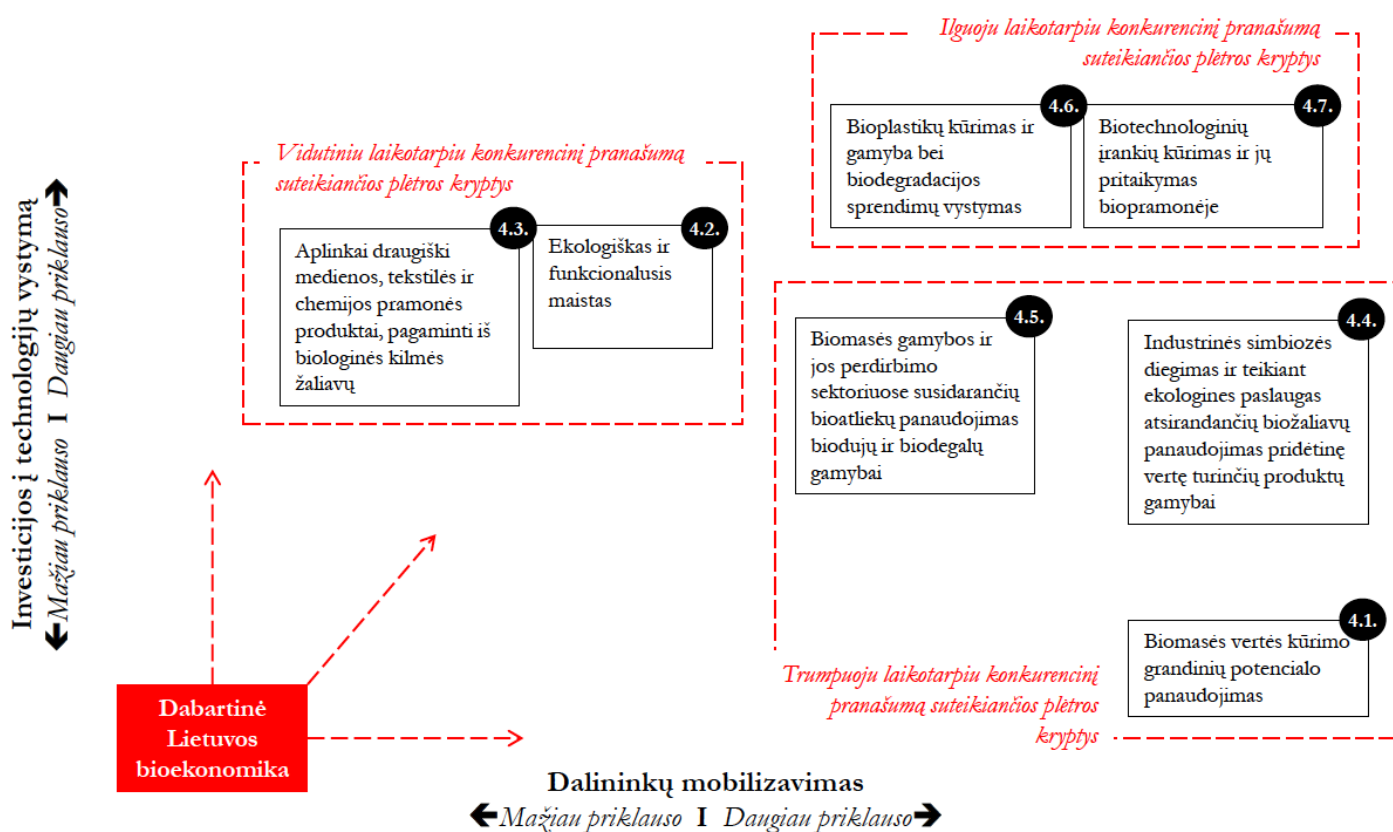 Ilguoju laikotarpiu konkurencinį pranašumą
suteikiančios plėtros kryptys
4.6.
Bioplastikų kūrimas ir
gamyba bei
biodegradacijos
sprendimų vystymas
4.7.
Biotechnologinių
įrankių kūrimas ir jų
pritaikymas
biopramonėje
Vidutiniu laikotarpiu konkurencinį pranašumą
suteikiančios plėtros kryptys
4.3.
Aplinkai draugiški
medienos, tekstilės ir
chemijos pramonės
produktai, pagaminti iš
biologinės kilmės
žaliavų
4.2.
Ekologiškas ir
funkcionalusis
maistas
4.5.
Biomasės gamybos ir
jos perdirbimo
sektoriuose susidarančių
bioatliekų panaudojimas
biodujų ir biodegalų
gamybai
4.4.
Industrinės simbiozės
diegimas ir teikiant
ekologines paslaugas
atsirandančių biožaliavų
panaudojimas pridėtinę
vertę turinčių produktų
gamybai
4.1.
Biomasės vertės kūrimo
grandinių potencialo
panaudojimas
Trumpuoju laikotarpiu konkurencinį
pranašumą suteikiančios plėtros
kryptys
Investicijos į technologijų vystymą
🡰Mažiau priklauso I Daugiau priklauso🡲
Dabartinė
Lietuvos
bioekonomika
Dalininkų mobilizavimas
🡰Mažiau priklauso I Daugiau priklauso🡲